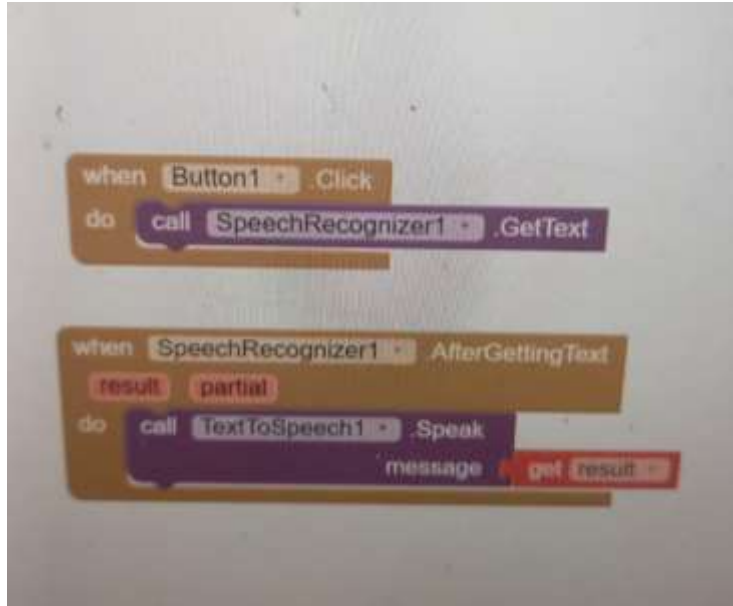 when Button1 .Click
do call SpeechRecognizer1 .GetText
when SpeechRecognizer1 .AfterGettingText
result partial
do call TextToSpeech1 .Speak
message get result